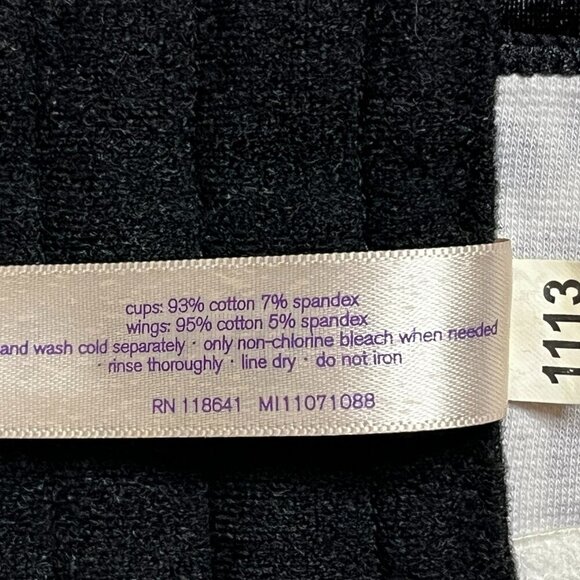 cups: 93% cotton 7% spandex
wings: 95% cotton 5% spandex
and wash cold separately · only non-chlorine bleach when needed
· rinse thoroughly · line dry · do not iron
RN 118641 MI11071088
1113